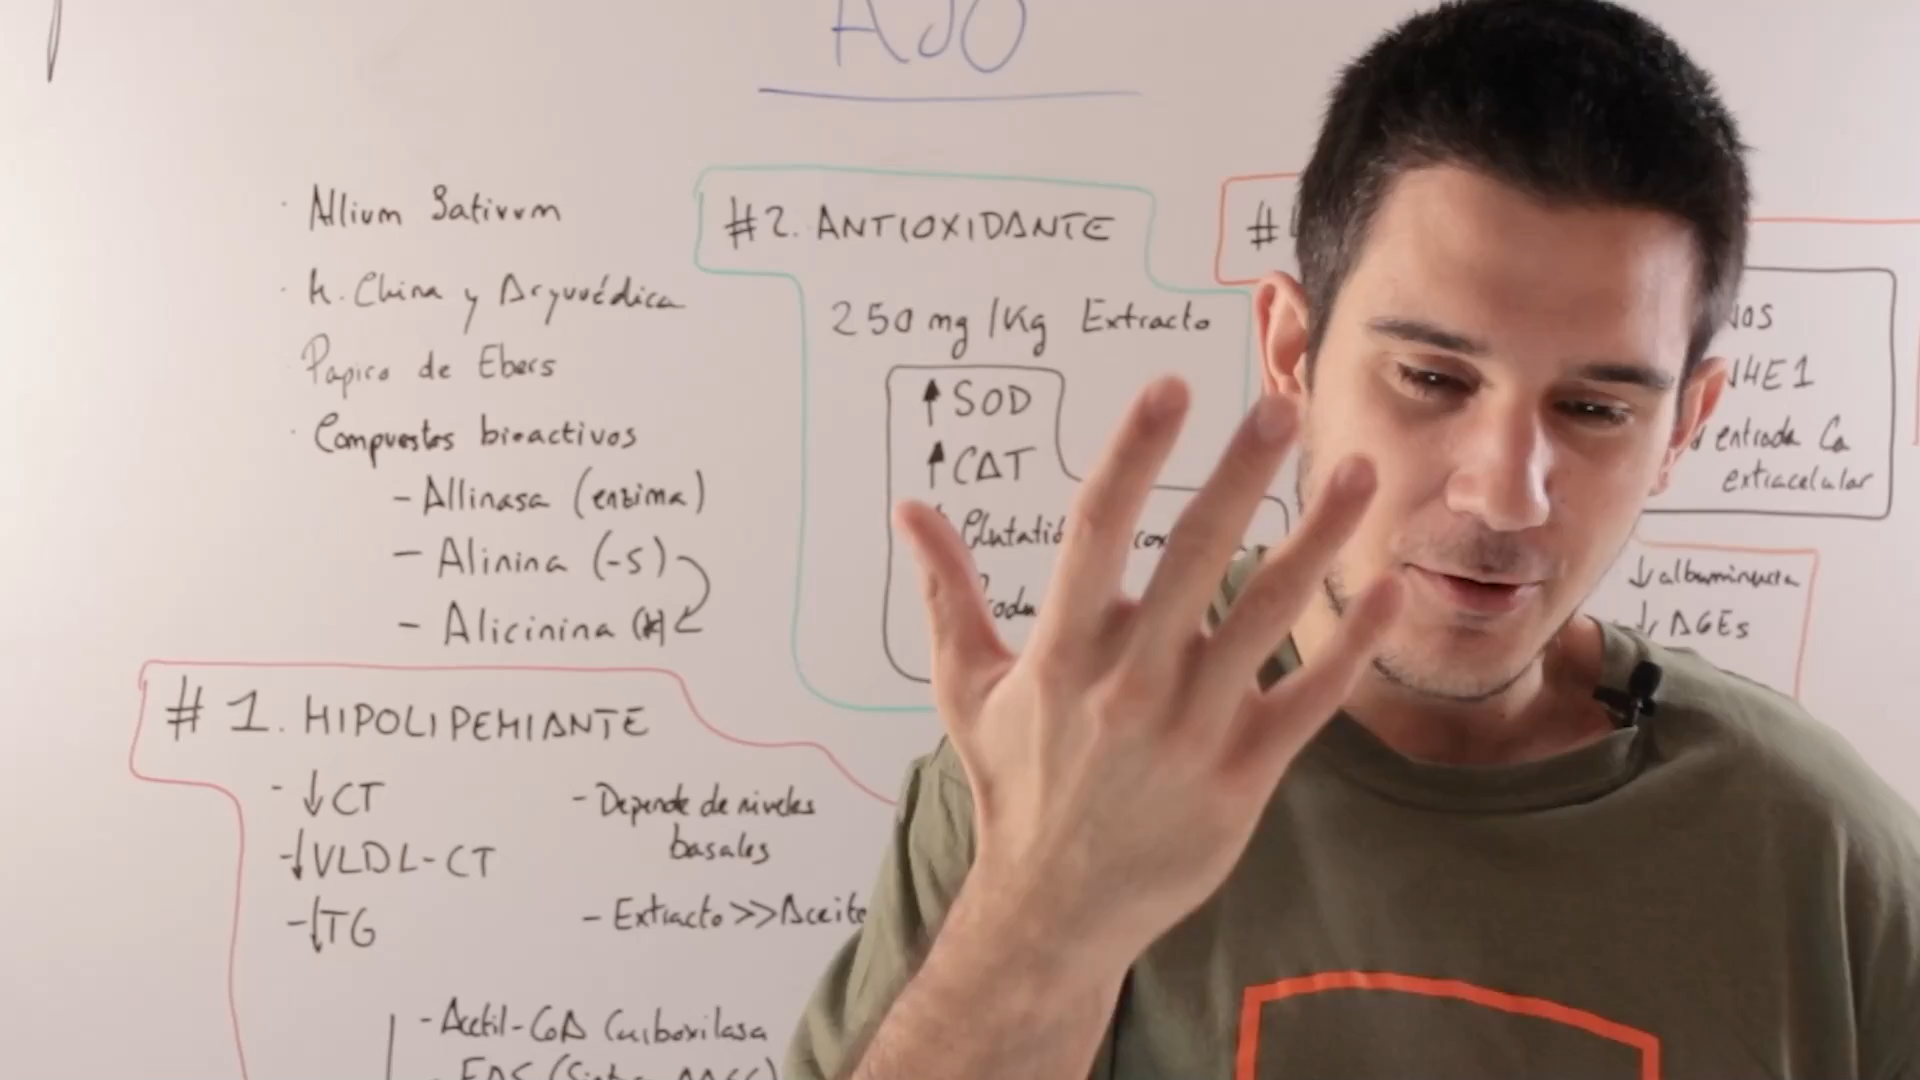 AJO
· Allium Sativum
· M. China y Aryuvédica
Papiro de Ebers
· Compuestos bioactivos
- Allinasa (enzima)
- Alinina (-s)
- Alicinina
# 1. HIPOLIPEMIANTE
- ↓ CT
-↓VLDL-CT
-↓TG
- Depende de niveles
basales
- Extracto >> Aceite
- Acetil-CoA Carboxilasa
#2. ANTIOXIDANTE
250 mg /Kg Extracto
↑ SOD
↑ CAT
#
NOS
NHE1
entrada Ca
extracelular
↓ albuminuria
↓ AGEs